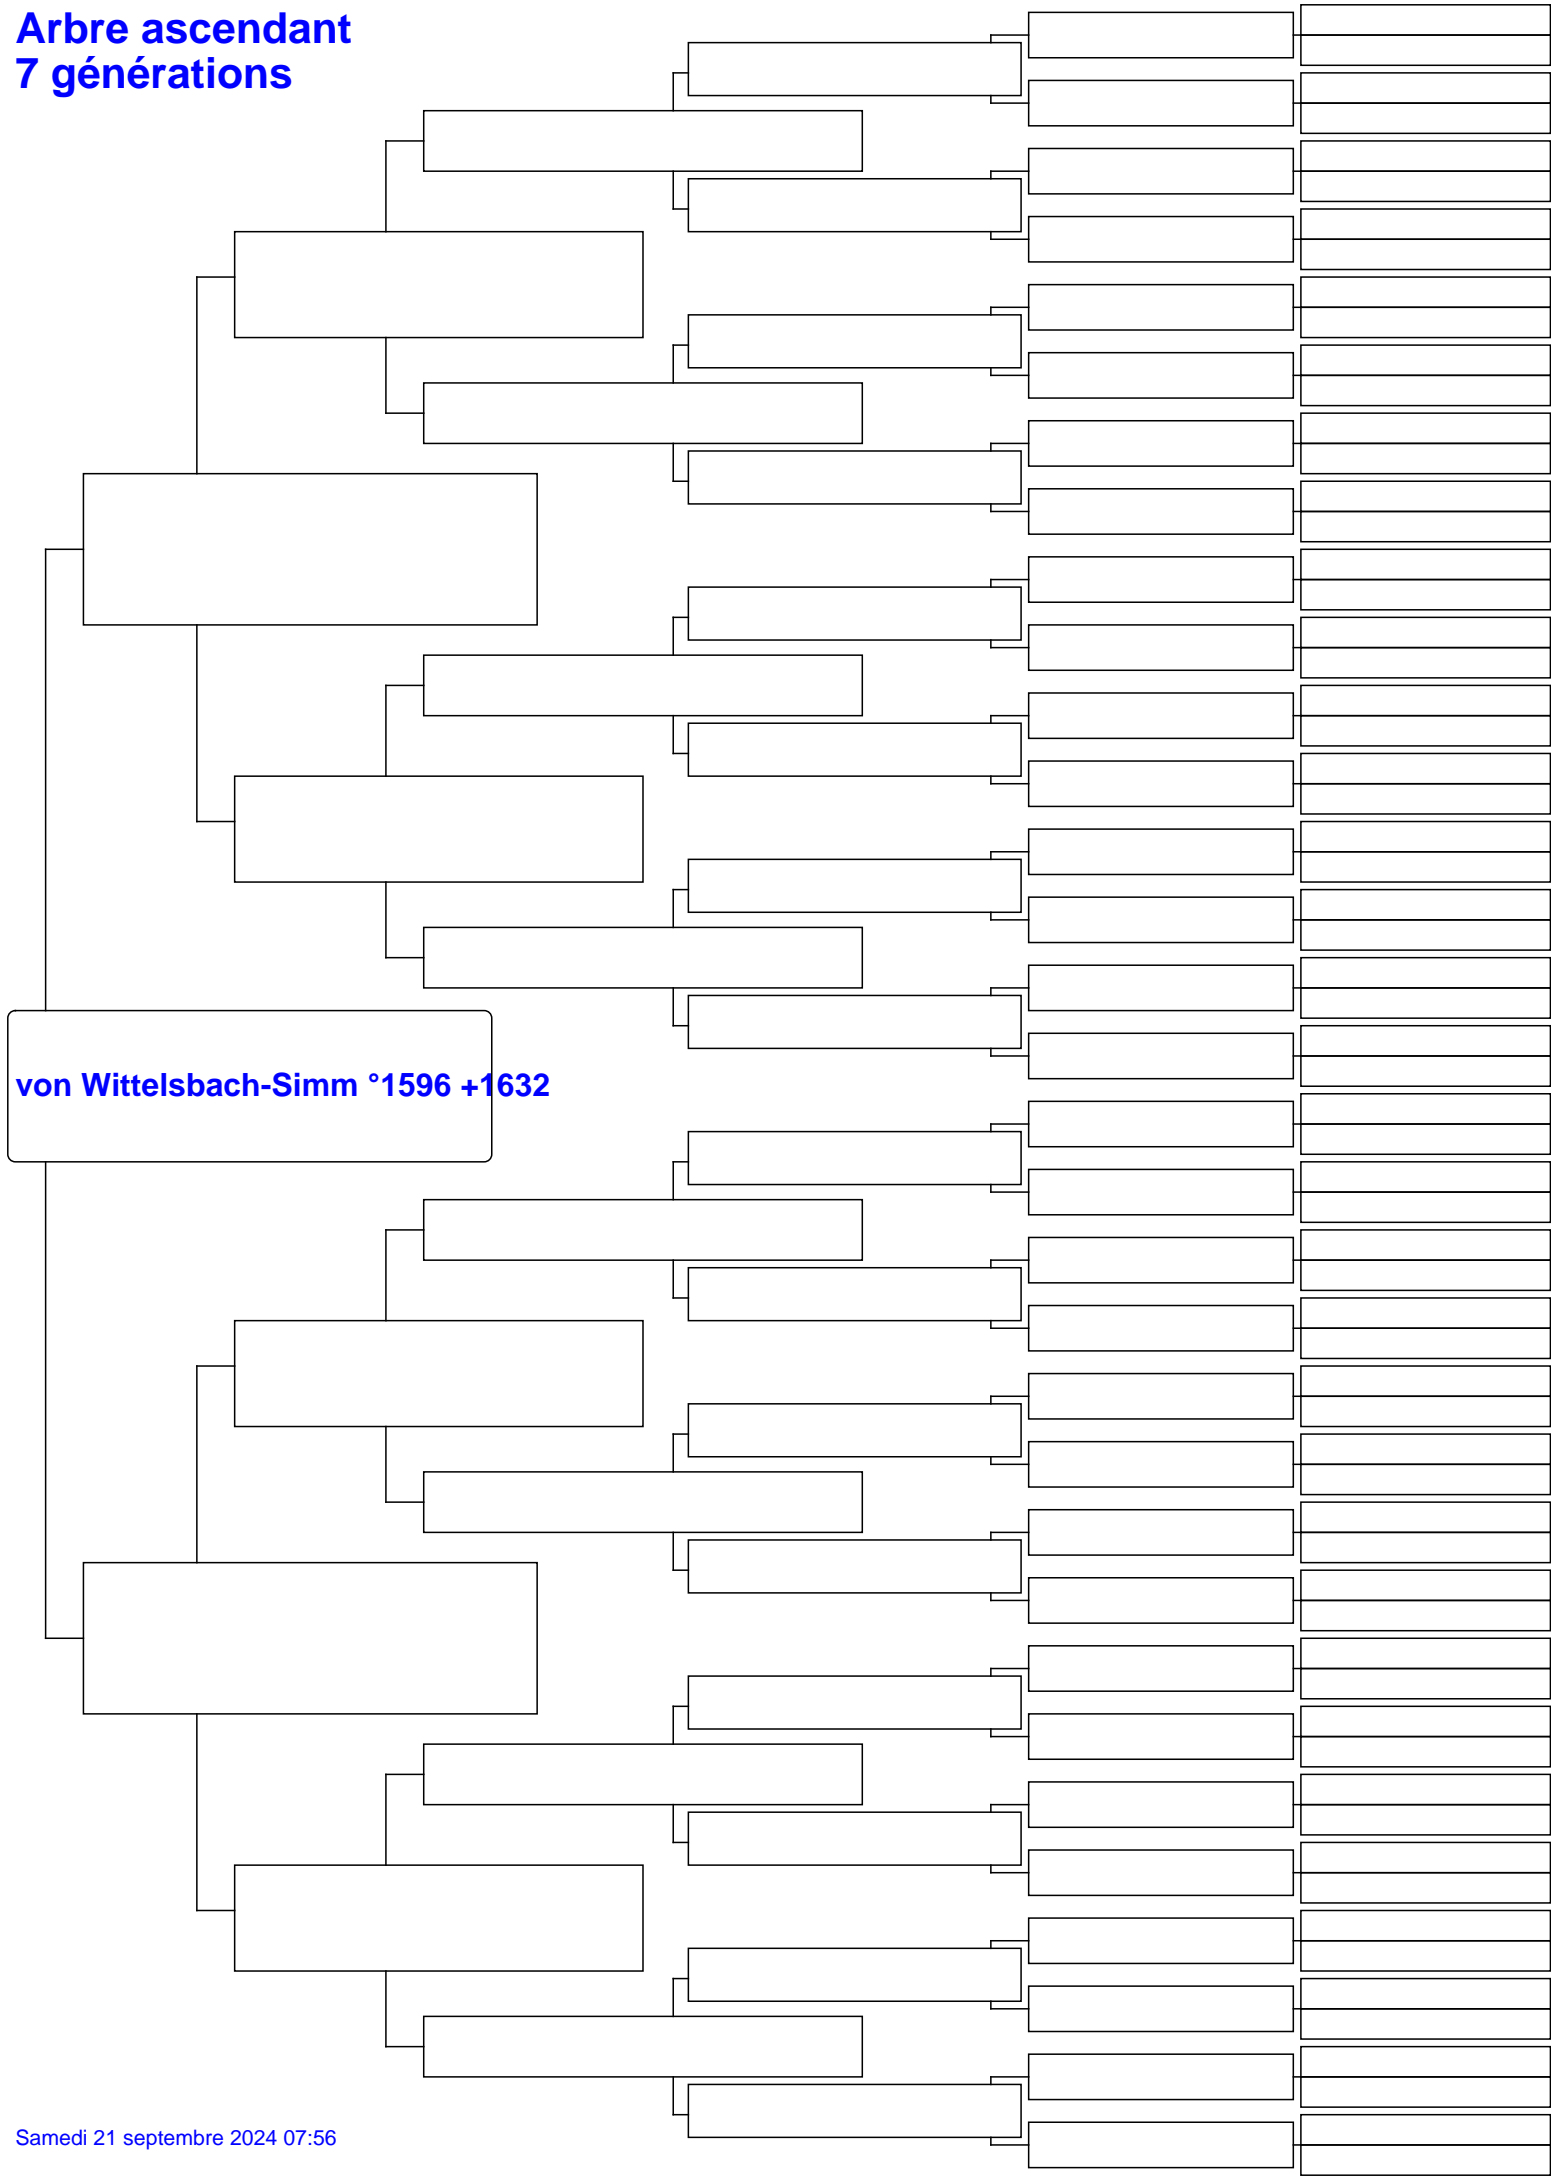 Arbre ascendant
7 générations
von Wittelsbach-Simm °1596 +1632
Samedi 21 septembre 2024 07:56